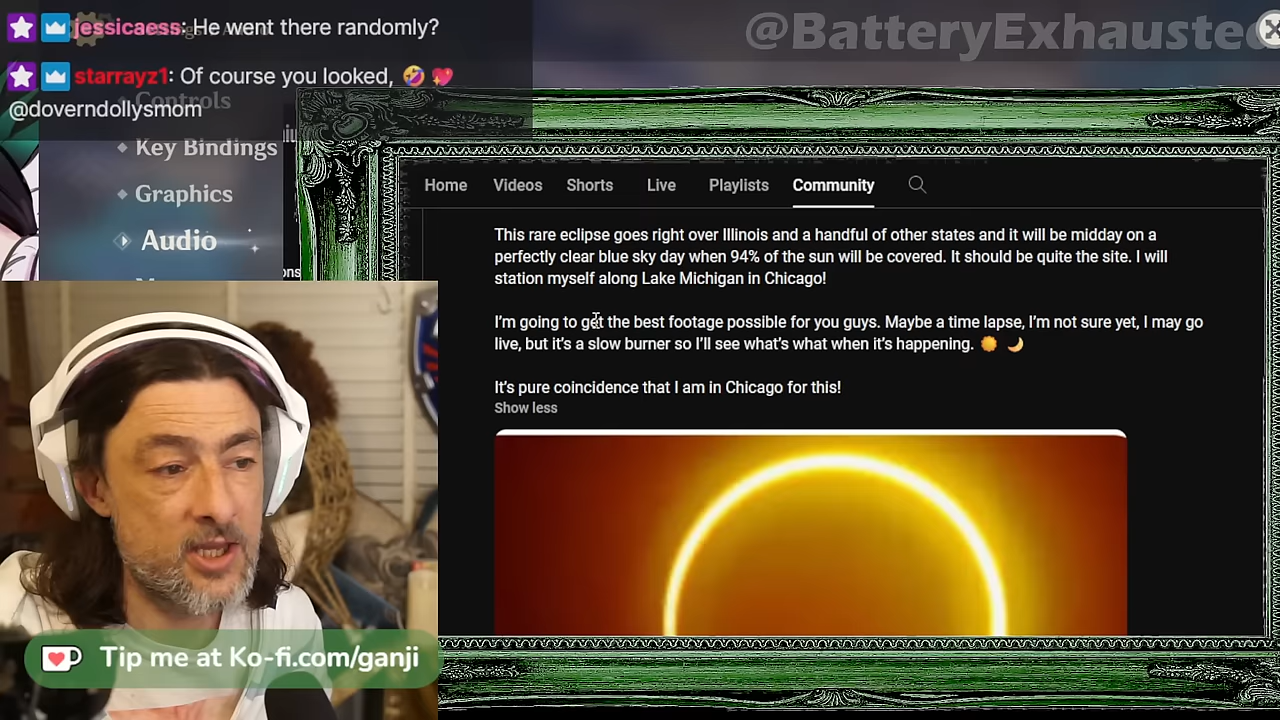 jessicaess: He went there randomly?
starrayz1: Of course you looked, 🤣 💖
@doverndollysmom
@BatteryExhausted
Controls
Key Bindings
Graphics
Audio
Home Videos Shorts Live Playlists Community
This rare eclipse goes right over Illinois and a handful of other states and it will be midday on a
perfectly clear blue sky day when 94% of the sun will be covered. It should be quite the site. I will
station myself along Lake Michigan in Chicago!
I'm going to get the best footage possible for you guys. Maybe a time lapse, I'm not sure yet, I may go
live, but it's a slow burner so I'll see what's what when it's happening. ☀️ 🌙
It's pure coincidence that I am in Chicago for this!
Show less
Tip me at Ko-fi.com/ganji